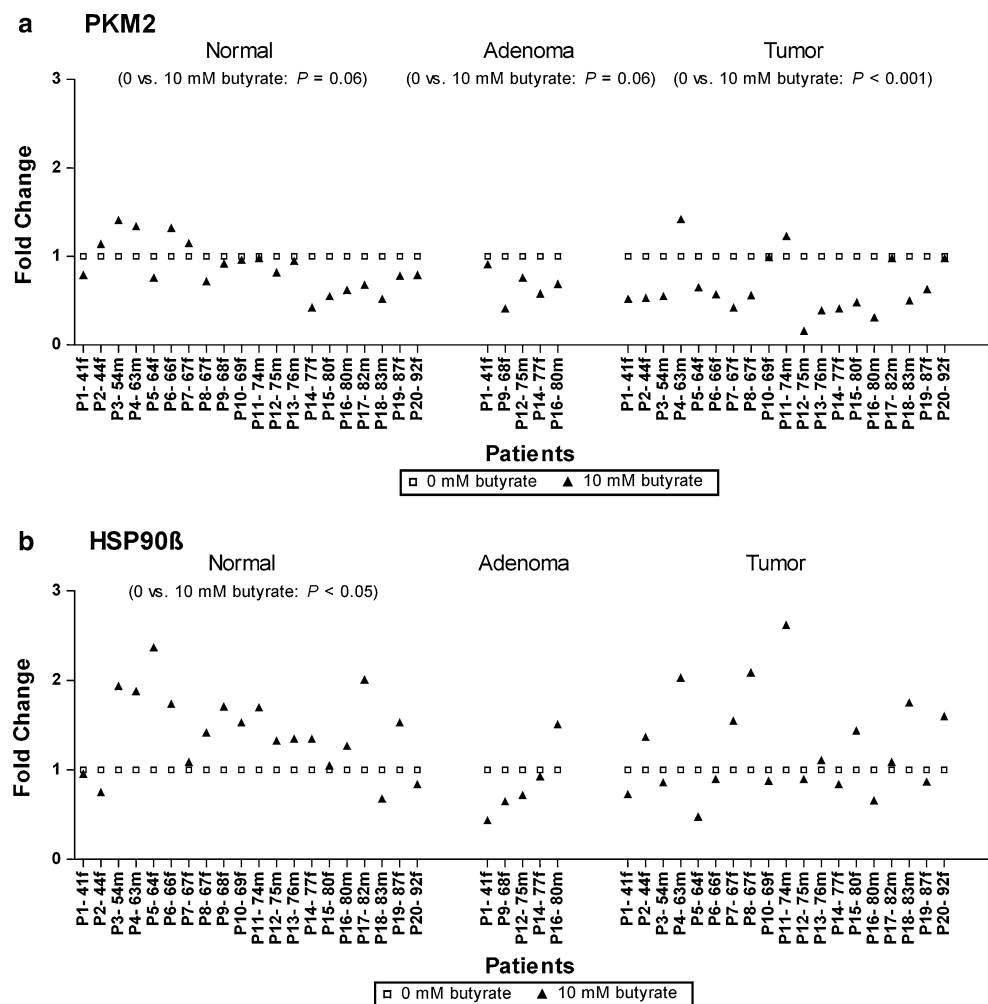 a PKM2
Normal Adenoma Tumor
(0 vs. 10 mM butyrate: P = 0.06) (0 vs. 10 mM butyrate: P = 0.06) (0 vs. 10 mM butyrate: P < 0.001)
3
2
1
0
Fold Change
P1- 41f P2- 44f P3- 54m P4- 63m P5- 64f P6- 66f P7- 67f P8- 67f P9- 68f P10- 69f P11- 74m P12- 75m P13- 76m P14- 77f P15- 80f P16- 80m P17- 82m P18- 83m P19- 87f P20- 92f
P1- 41f P9- 68f P12- 75m P14- 77f P16- 80m
P1- 41f P2- 44f P3- 54m P4- 63m P5- 64f P6- 66f P7- 67f P8- 67f P10- 69f P11- 74m P12- 75m P13- 76m P14- 77f P15- 80f P16- 80m P17- 82m P18- 83m P19- 87f P20- 92f
Patients
0 mM butyrate 10 mM butyrate
b HSP90ß
Normal Adenoma Tumor
(0 vs. 10 mM butyrate: P < 0.05)
3
2
1
0
Fold Change
P1- 41f P2- 44f P3- 54m P4- 63m P5- 64f P6- 66f P7- 67f P8- 67f P9- 68f P10- 69f P11- 74m P12- 75m P13- 76m P14- 77f P15- 80f P16- 80m P17- 82m P18- 83m P19- 87f P20- 92f
P1- 41f P9- 68f P12- 75m P14- 77f P16- 80m
P1- 41f P2- 44f P3- 54m P4- 63m P5- 64f P6- 66f P7- 67f P8- 67f P10- 69f P11- 74m P12- 75m P13- 76m P14- 77f P15- 80f P16- 80m P17- 82m P18- 83m P19- 87f P20- 92f
Patients
0 mM butyrate 10 mM butyrate